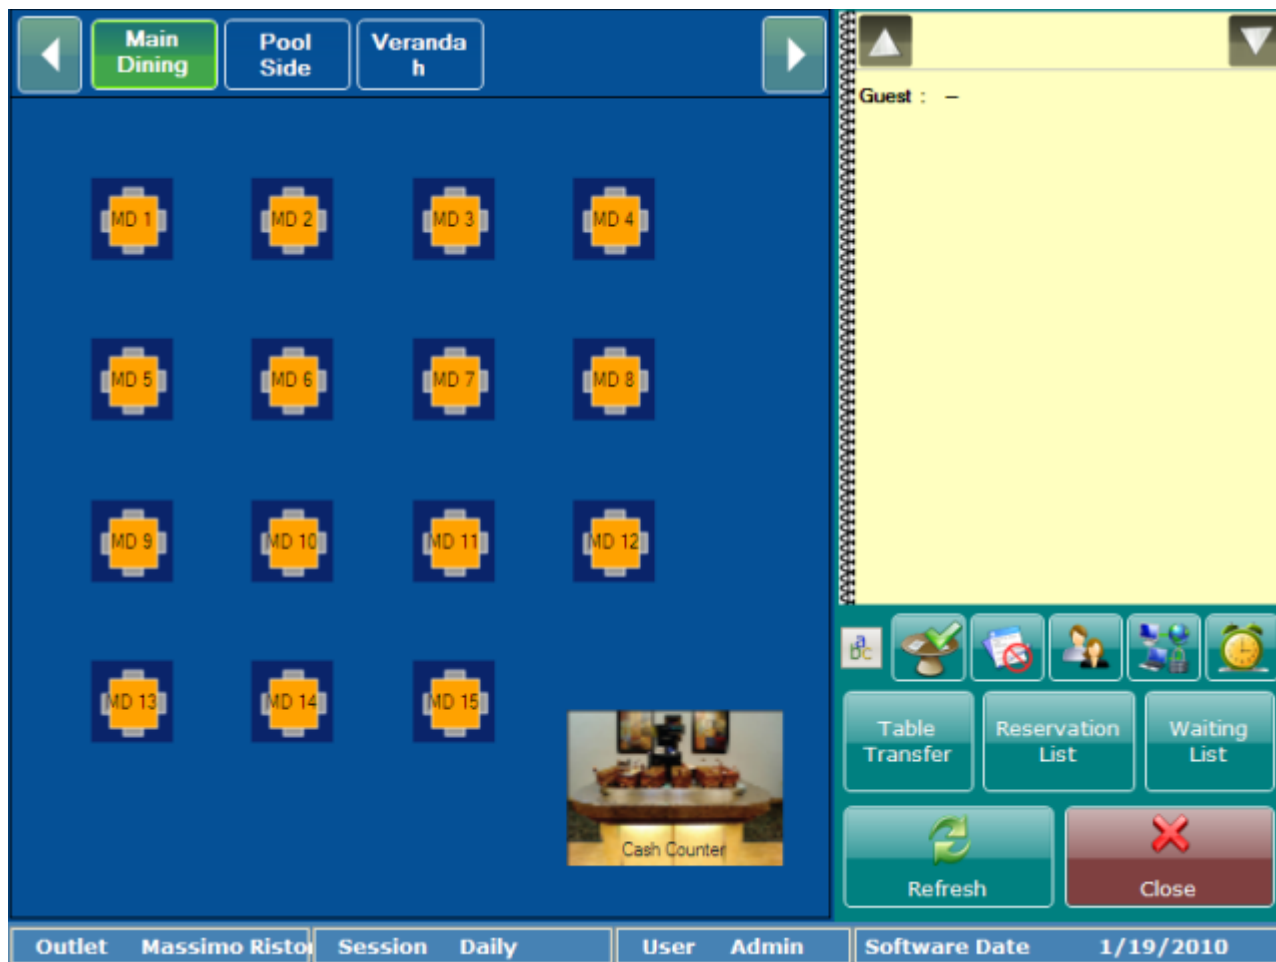 Main
Dining
Pool
Side
Veranda
h
Guest : –
MD 1
MD 2
MD 3
MD 4
MD 5
MD 6
MD 7
MD 8
MD 9
MD 10
MD 11
MD 12
MD 13
MD 14
MD 15
Cash Counter
a
bc
Table
Transfer
Reservation
List
Waiting
List
Refresh
Close
Outlet Massimo Risto
Session Daily
User Admin
Software Date 1/19/2010